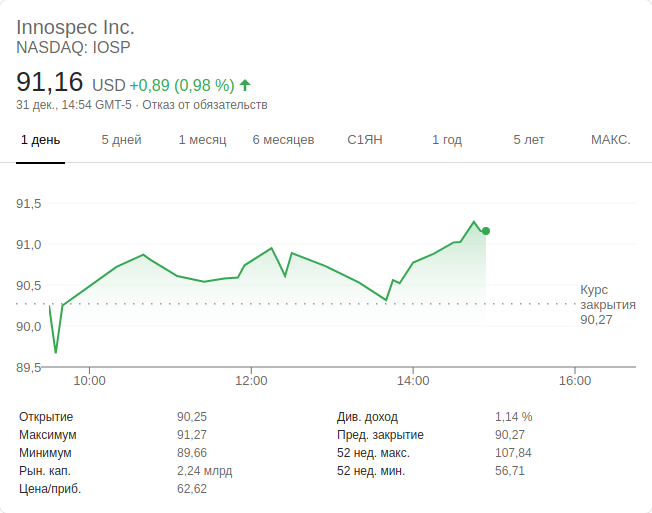 Innospec Inc.
NASDAQ: IOSP
91,16 USD +0,89 (0,98 %)
31 дек., 14:54 GMT-5 · Отказ от обязательств
1 день 5 дней 1 месяц 6 месяцев С1ЯН 1 год 5 лет МАКС.
91,5
91,0
90,5
Курс
закрытия
90,27
90,0
89,5
10:00 12:00 14:00 16:00
Открытие 90,25 Див. доход 1,14 %
Максимум 91,27 Пред. закрытие 90,27
Минимум 89,66 52 нед. макс. 107,84
Рын. кап. 2,24 млрд 52 нед. мин. 56,71
Цена/приб. 62,62